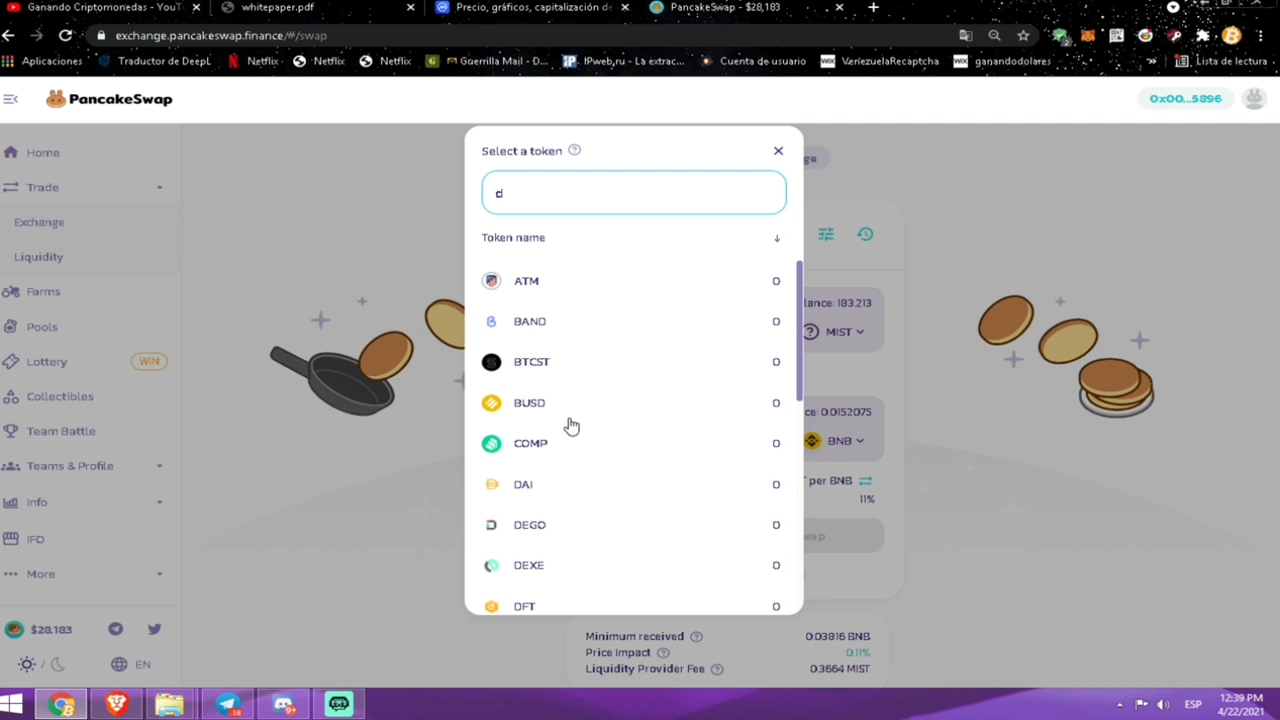 Ganando Criptomonedas - YouT
whitepaper.pdf
Precio, gráficos, capitalización de
PancakeSwap - $28,183
exchange.pancakeswap.finance/#/swap
Aplicaciones
Traductor de DeepL
Netflix
Netflix
Netflix
Guerrilla Mail - D...
IPweb.ru - La extrac...
Cuenta de usuario
WIX
VenezuelaRecaptcha
WIX
ganandodolares
Lista de lectura
PancakeSwap
0x00...5896
Home
Trade
Exchange
Liquidity
Farms
Pools
Lottery
WIN
Collectibles
Team Battle
Teams & Profile
Info
IFO
More
$28.183
EN
Select a token
d
Token name
ATM 0
BAND 0
BTCST 0
BUSD 0
COMP 0
DAI 0
DEGO 0
DEXE 0
DFT 0
ge
lance: 183.213
MIST
ce: 0.0152075
BNB
T per BNB
11%
wap
Minimum received 0.03816 BNB
Price Impact 0.11%
Liquidity Provider Fee 0.3664 MIST
58
9+
ESP
12:39 PM
4/22/2021